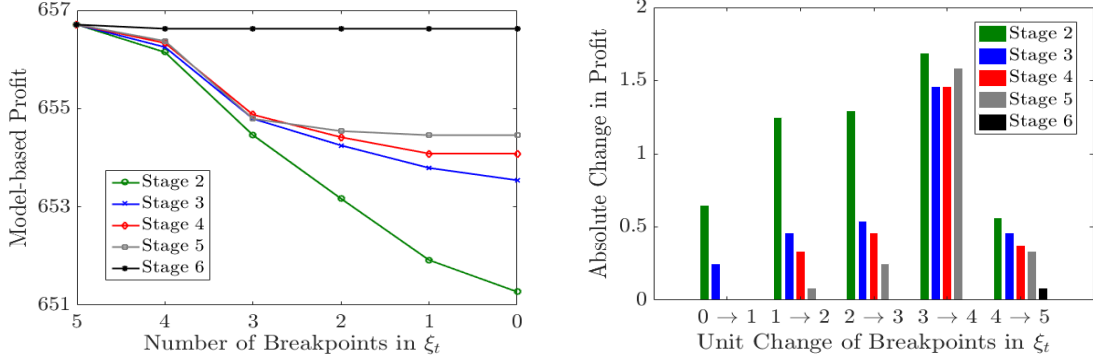 657
655
653
651
Model-based Profit
Stage 2
Stage 3
Stage 4
Stage 5
Stage 6
5 4 3 2 1 0
Number of Breakpoints in ξₜ
2
1.5
1
0.5
0
Absolute Change in Profit
Stage 2
Stage 3
Stage 4
Stage 5
Stage 6
0 → 1 1 → 2 2 → 3 3 → 4 4 → 5
Unit Change of Breakpoints in ξₜ